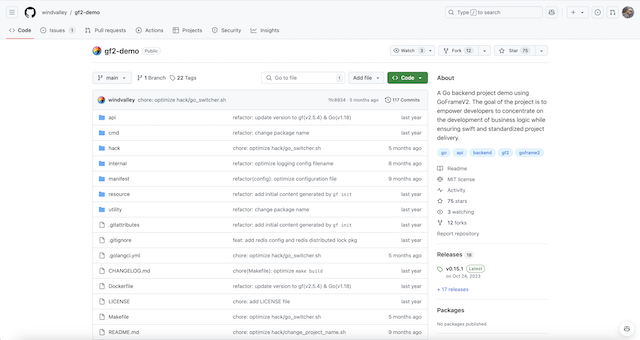 windvalley / gf2-demo
Type / to search
Code
Issues 1
Pull requests
Actions
Projects
Security
Insights
gf2-demo Public
Watch 3
Fork 12
Star 75
main
1 Branch
22 Tags
Go to file t
Add file
Code
windvalley chore: optimize hack/go_switcher.sh
5 months ago
117 Commits
api refactor: update version to gf(v2.5.4) & Go(v1.18) last year
cmd refactor: change package name last year
hack chore: optimize hack/go_switcher.sh 5 months ago
internal refactor: optimize logging config filename 8 months ago
manifest refactor(config): optimize configuration file 9 months ago
resource refactor: add initial content generated by gf init last year
utility refactor: change package name last year
.gitattributes refactor: add initial content generated by gf init last year
.gitignore feat: add redis config and redis distributed lock pkg last year
.golangci.yml chore: optimize hack/go_switcher.sh 5 months ago
CHANGELOG.md chore(Makefile): optimize make build last year
Dockerfile refactor: update version to gf(v2.5.4) & Go(v1.18) last year
LICENSE chore: add LICENSE file last year
Makefile chore: optimize hack/go_switcher.sh 5 months ago
README.md chore: optimize hack/change_project_name.sh 9 months ago
About
A Go backend project demo using
GoFrameV2. The goal of the project is to
empower developers to concentrate on
the development of business logic while
ensuring swift and standardized project
delivery.
go api backend gf2 goframe2
Readme
MIT license
Activity
75 stars
3 watching
12 forks
Report repository
Releases 18
v0.15.1 Latest
on Oct 24, 2023
+ 17 releases
Packages
No packages published